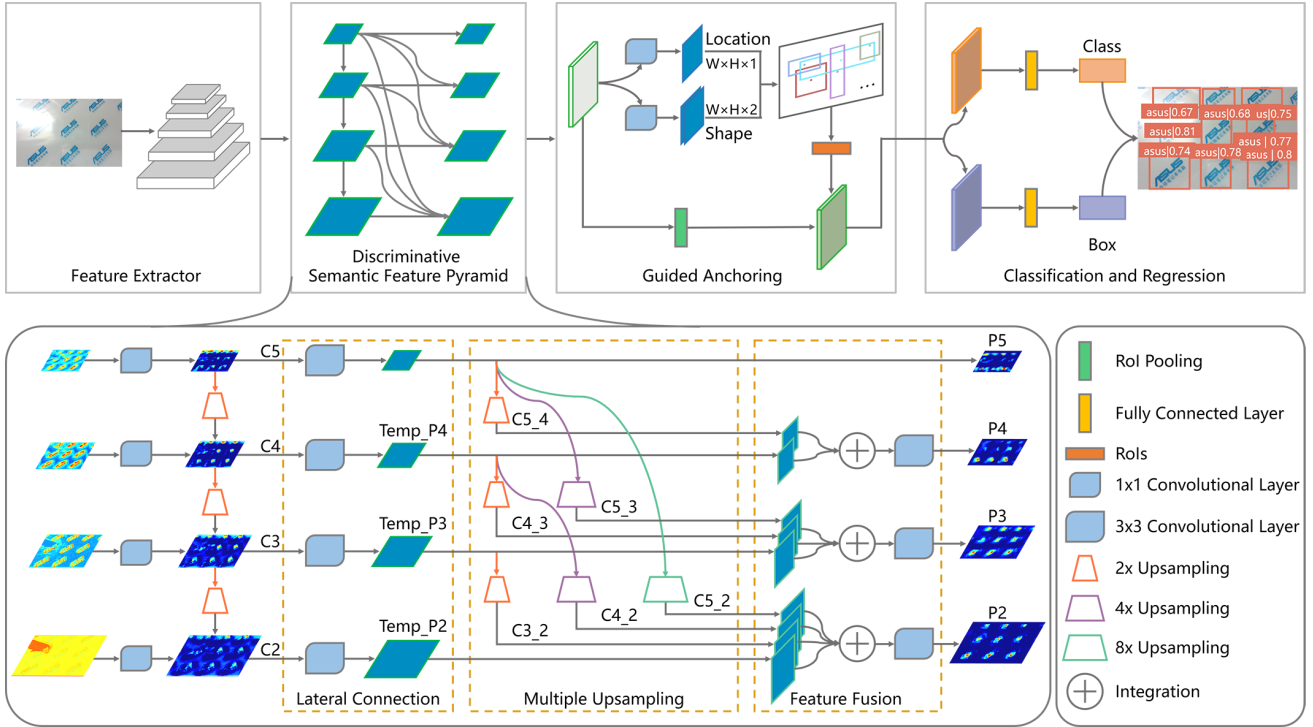 Feature Extractor
Discriminative
Semantic Feature Pyramid
Location
W×H×1
W×H×2
Shape
Guided Anchoring
Class
Box
asus|0.67
asus|0.68
us|0.75
asus|0.81
asus | 0.77
asus|0.74
asus|0.78
asus | 0.8
ASUS
Classification and Regression
C5
P5
C5_4
C4
Temp_P4
P4
C5_3
C4_3
C3
Temp_P3
P3
C5_2
C4_2
C3_2
C2
Temp_P2
P2
Lateral Connection
Multiple Upsampling
Feature Fusion
RoI Pooling
Fully Connected Layer
RoIs
1x1 Convolutional Layer
3x3 Convolutional Layer
2x Upsampling
4x Upsampling
8x Upsampling
Integration